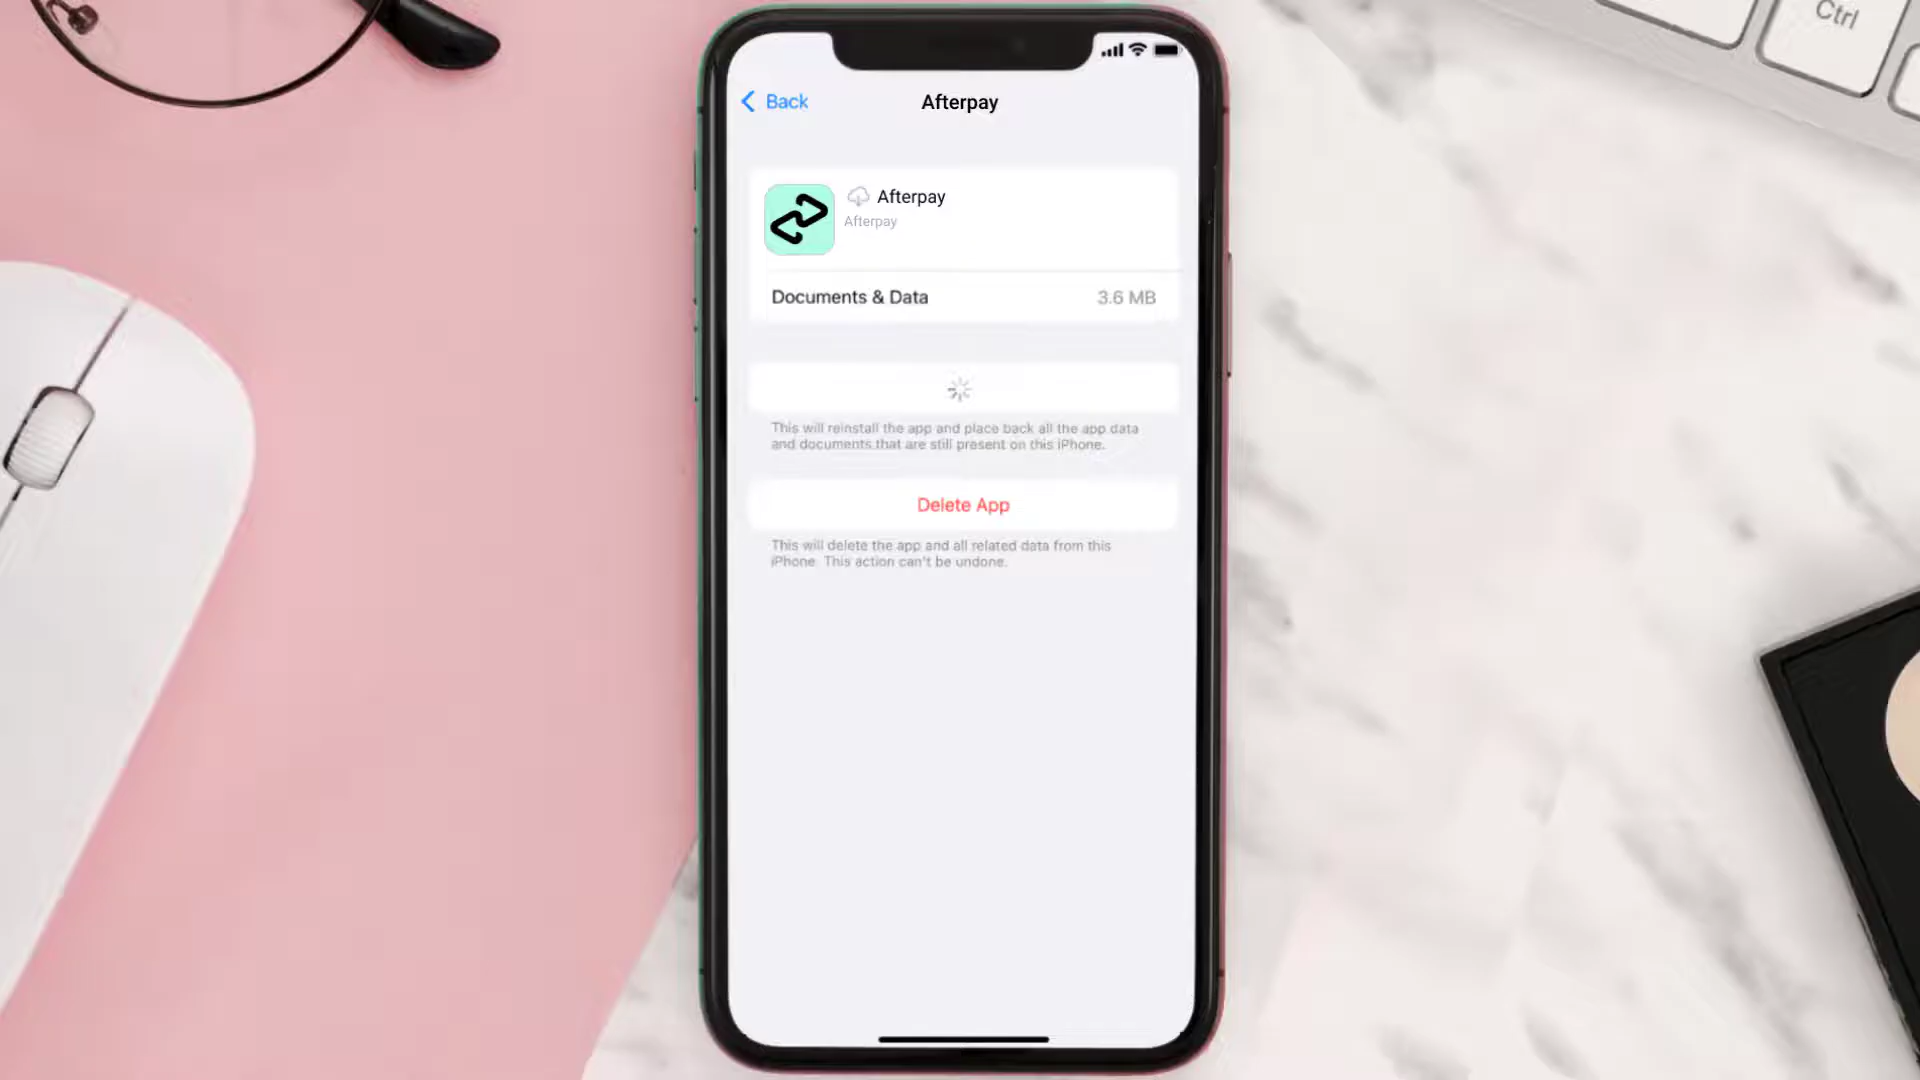 Ctrl
Back
Afterpay
Afterpay
Afterpay
Documents & Data
3.6 MB
This will reinstall the app and place back all the app data
and documents that are still present on this iPhone.
Delete App
This will delete the app and all related data from this
iPhone. This action can't be undone.